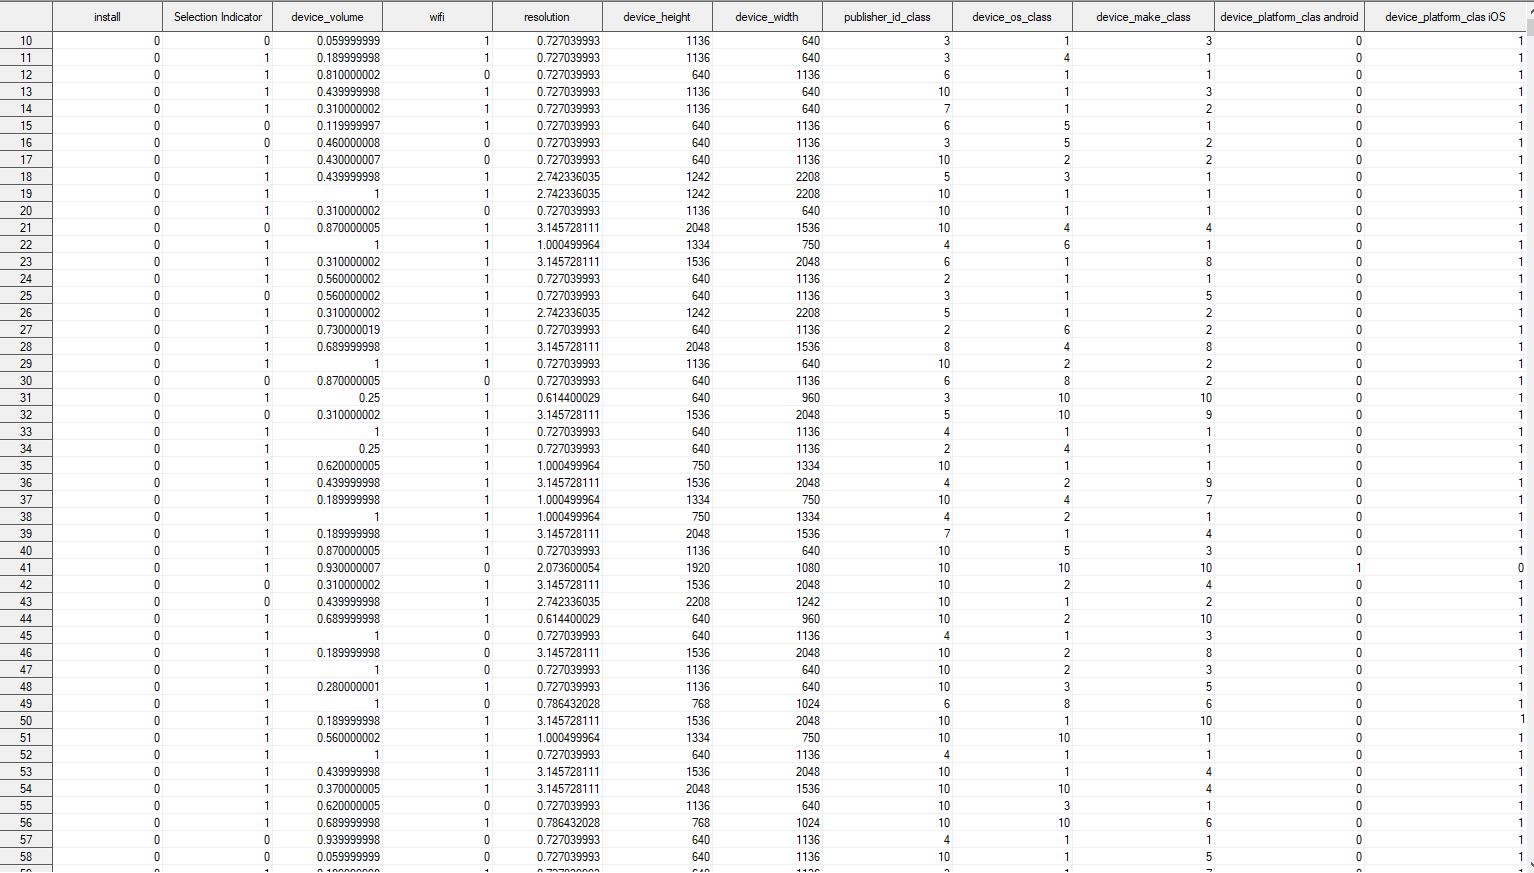 install Selection Indicator device_volume wifi resolution device_height device_width publisher_id_class device_os_class device_make_class device_platform_clas android device_platform_clas iOS
10 0 0 0.059999999 1 0.727039993 1136 640 3 1 3 0 1
11 0 1 0.189999998 1 0.727039993 1136 640 3 4 1 0 1
12 0 1 0.810000002 0 0.727039993 640 1136 6 1 1 0 1
13 0 1 0.439999998 1 0.727039993 1136 640 10 1 3 0 1
14 0 1 0.310000002 1 0.727039993 1136 640 7 1 2 0 1
15 0 0 0.119999997 1 0.727039993 640 1136 6 5 1 0 1
16 0 0 0.460000008 0 0.727039993 640 1136 3 5 2 0 1
17 0 1 0.430000007 0 0.727039993 640 1136 10 2 2 0 1
18 0 1 0.439999998 1 2.742336035 1242 2208 5 3 1 0 1
19 0 1 1 1 2.742336035 1242 2208 10 1 1 0 1
20 0 1 0.310000002 0 0.727039993 1136 640 10 1 1 0 1
21 0 0 0.870000005 1 3.145728111 2048 1536 10 4 4 0 1
22 0 1 1 1 1.000499964 1334 750 4 6 1 0 1
23 0 1 0.310000002 1 3.145728111 1536 2048 6 1 8 0 1
24 0 1 0.560000002 1 0.727039993 640 1136 2 1 1 0 1
25 0 0 0.560000002 1 0.727039993 640 1136 3 1 5 0 1
26 0 1 0.310000002 1 2.742336035 1242 2208 5 1 2 0 1
27 0 1 0.730000019 1 0.727039993 640 1136 2 6 2 0 1
28 0 1 0.689999998 1 3.145728111 2048 1536 8 4 8 0 1
29 0 1 1 1 0.727039993 1136 640 10 2 2 0 1
30 0 0 0.870000005 0 0.727039993 640 1136 6 8 2 0 1
31 0 1 0.25 1 0.614400029 640 960 3 10 10 0 1
32 0 0 0.310000002 1 3.145728111 1536 2048 5 10 9 0 1
33 0 1 1 1 0.727039993 640 1136 4 1 1 0 1
34 0 1 0.25 1 0.727039993 640 1136 2 4 1 0 1
35 0 1 0.620000005 1 1.000499964 750 1334 10 1 1 0 1
36 0 1 0.439999998 1 3.145728111 1536 2048 4 2 9 0 1
37 0 1 0.189999998 1 1.000499964 1334 750 10 4 7 0 1
38 0 1 1 1 1.000499964 750 1334 4 2 1 0 1
39 0 1 0.189999998 1 3.145728111 2048 1536 7 1 4 0 1
40 0 1 0.870000005 1 0.727039993 1136 640 10 5 3 0 1
41 0 1 0.930000007 0 2.073600054 1920 1080 10 10 10 1 0
42 0 0 0.310000002 1 3.145728111 1536 2048 10 2 4 0 1
43 0 0 0.439999998 1 2.742336035 2208 1242 10 1 2 0 1
44 0 1 0.689999998 1 0.614400029 640 960 10 2 10 0 1
45 0 1 1 0 0.727039993 640 1136 4 1 3 0 1
46 0 1 0.189999998 0 3.145728111 1536 2048 10 2 8 0 1
47 0 1 1 0 0.727039993 1136 640 10 2 3 0 1
48 0 1 0.280000001 1 0.727039993 1136 640 10 3 5 0 1
49 0 1 1 0 0.786432028 768 1024 6 8 6 0 1
50 0 1 0.189999998 1 3.145728111 1536 2048 10 1 10 0 1
51 0 1 0.560000002 1 1.000499964 1334 750 10 10 1 0 1
52 0 1 1 1 0.727039993 640 1136 4 1 1 0 1
53 0 1 0.439999998 1 3.145728111 1536 2048 10 1 4 0 1
54 0 1 0.370000005 1 3.145728111 2048 1536 10 10 4 0 1
55 0 1 0.620000005 0 0.727039993 1136 640 10 3 1 0 1
56 0 1 0.689999998 1 0.786432028 768 1024 10 10 6 0 1
57 0 0 0.939999998 0 0.727039993 640 1136 4 1 1 0 1
58 0 0 0.059999999 0 0.727039993 640 1136 10 1 5 0 1